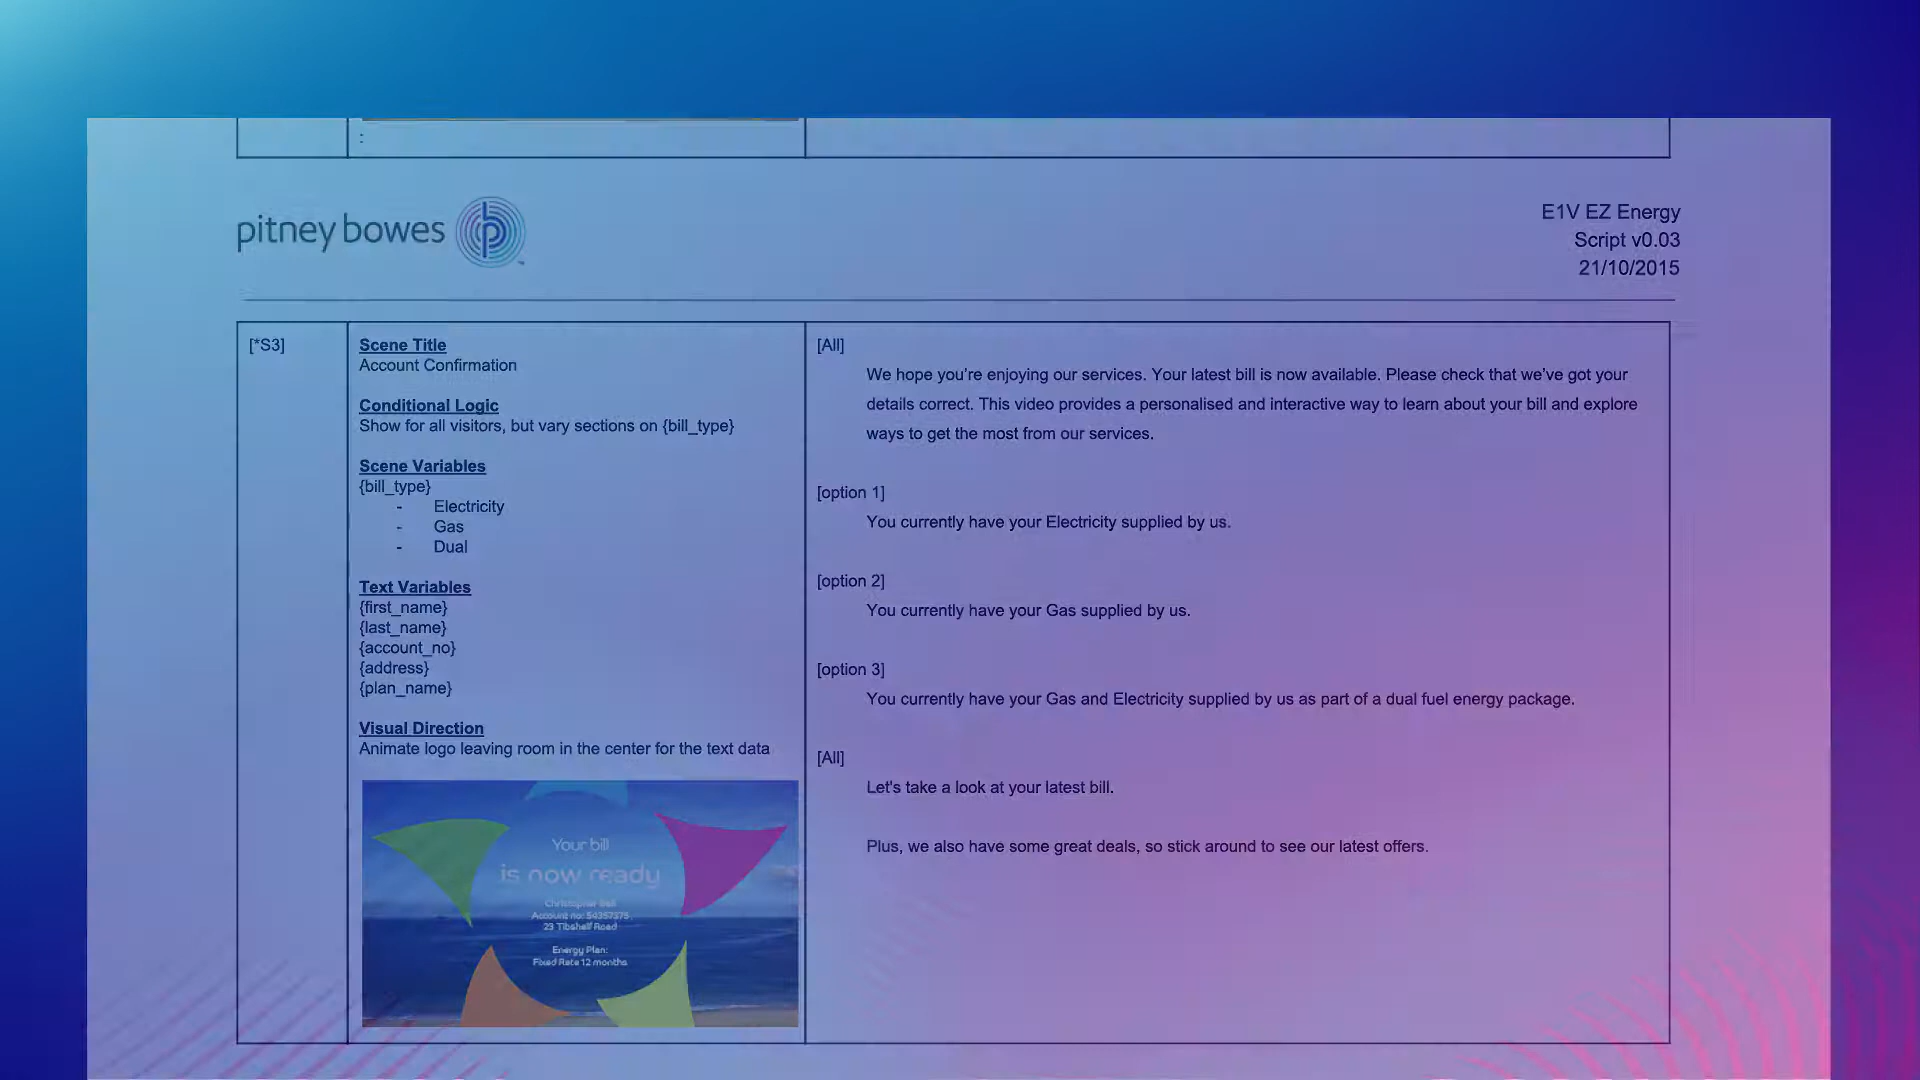 :
pitney bowes
E1V EZ Energy
Script v0.03
21/10/2015
[*S3]
Scene Title
Account Confirmation
Conditional Logic
Show for all visitors, but vary sections on {bill_type}
Scene Variables
{bill_type}
- Electricity
- Gas
- Dual
Text Variables
{first_name}
{last_name}
{account_no}
{address}
{plan_name}
Visual Direction
Animate logo leaving room in the center for the text data
Your bill
is now ready
Christopher Bell
Account no: 54357375
23 Tibshelf Road
Energy Plan:
Fixed Rate 12 months
[All]
We hope you're enjoying our services. Your latest bill is now available. Please check that we've got your
details correct. This video provides a personalised and interactive way to learn about your bill and explore
ways to get the most from our services.
[option 1]
You currently have your Electricity supplied by us.
[option 2]
You currently have your Gas supplied by us.
[option 3]
You currently have your Gas and Electricity supplied by us as part of a dual fuel energy package.
[All]
Let's take a look at your latest bill.
Plus, we also have some great deals, so stick around to see our latest offers.